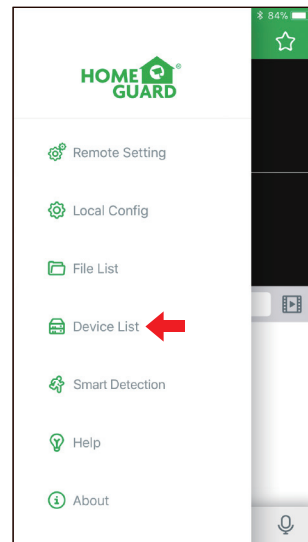 84%
HOME
GUARD®
Remote Setting
Local Config
File List
Device List
Smart Detection
Help
About